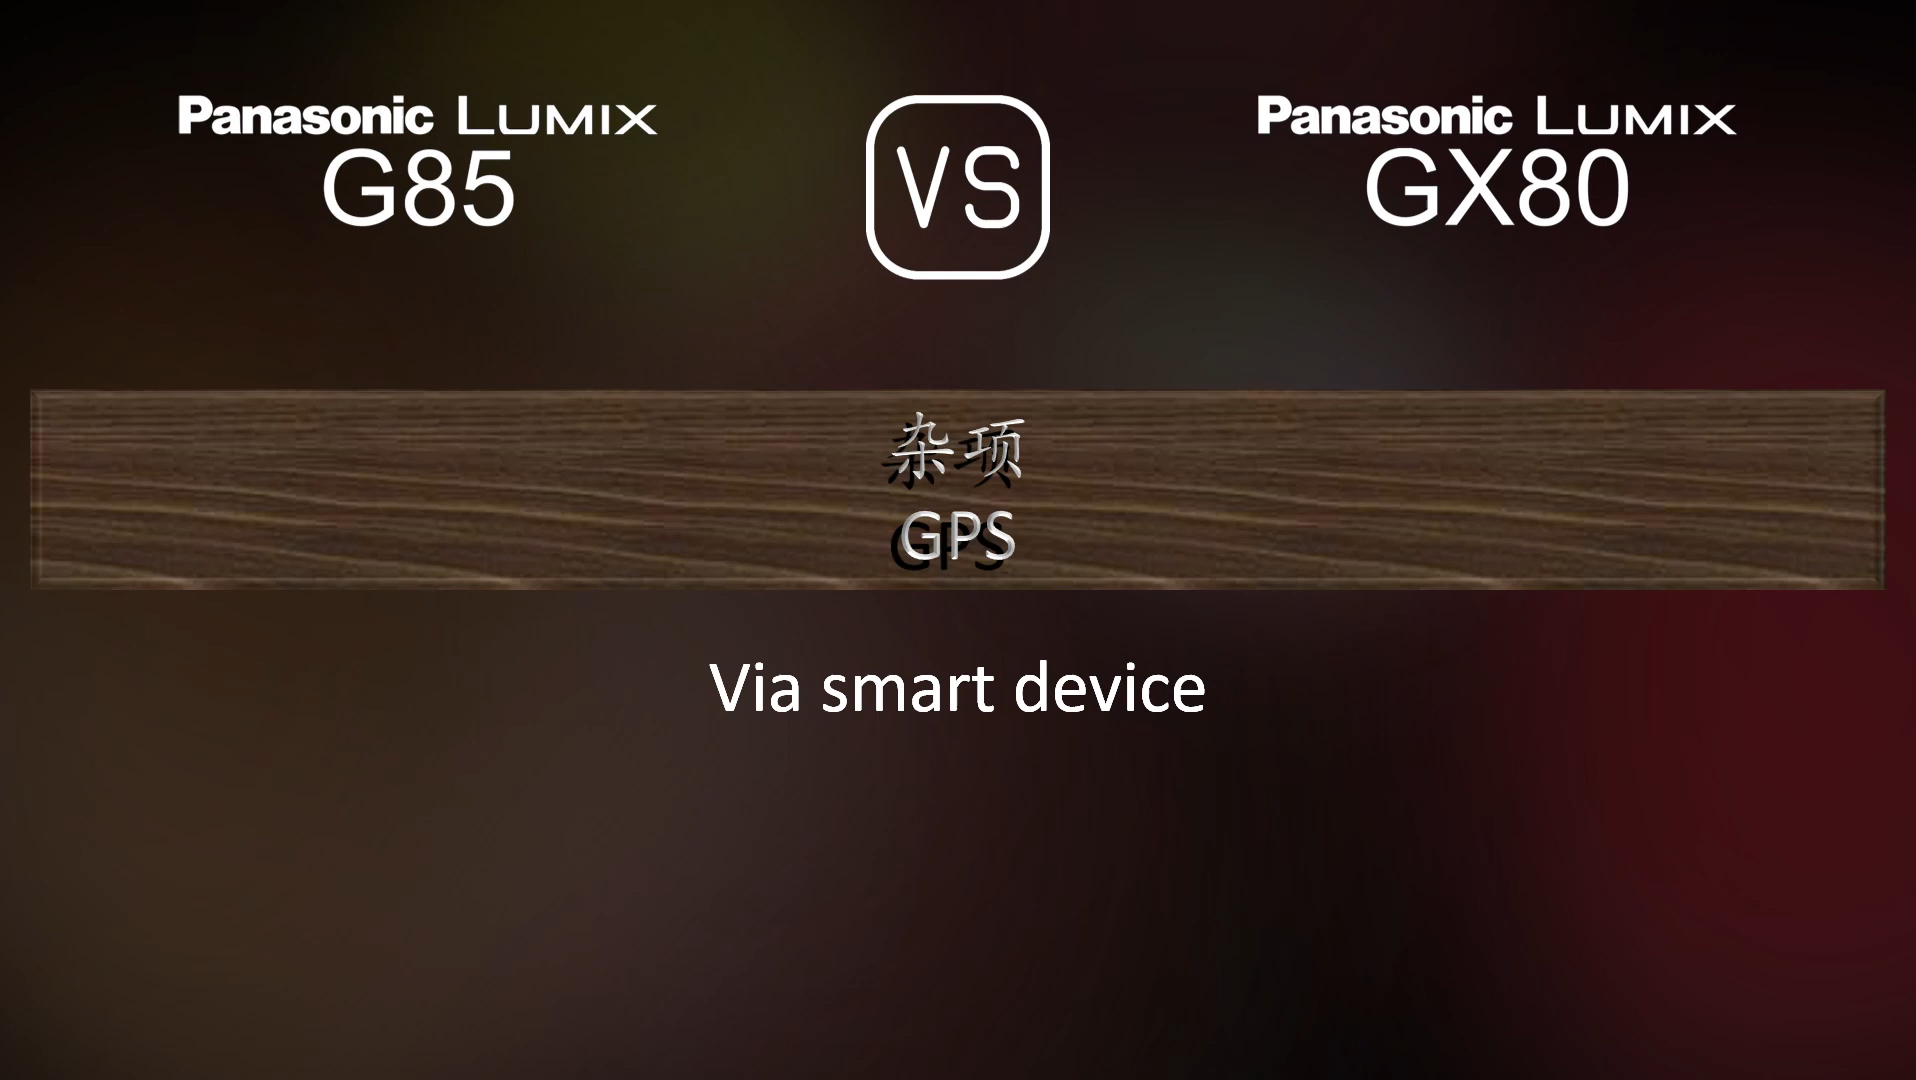 Panasonic LUMIX
G85
VS
Panasonic LUMIX
GX80
杂项
GPS
Via smart device